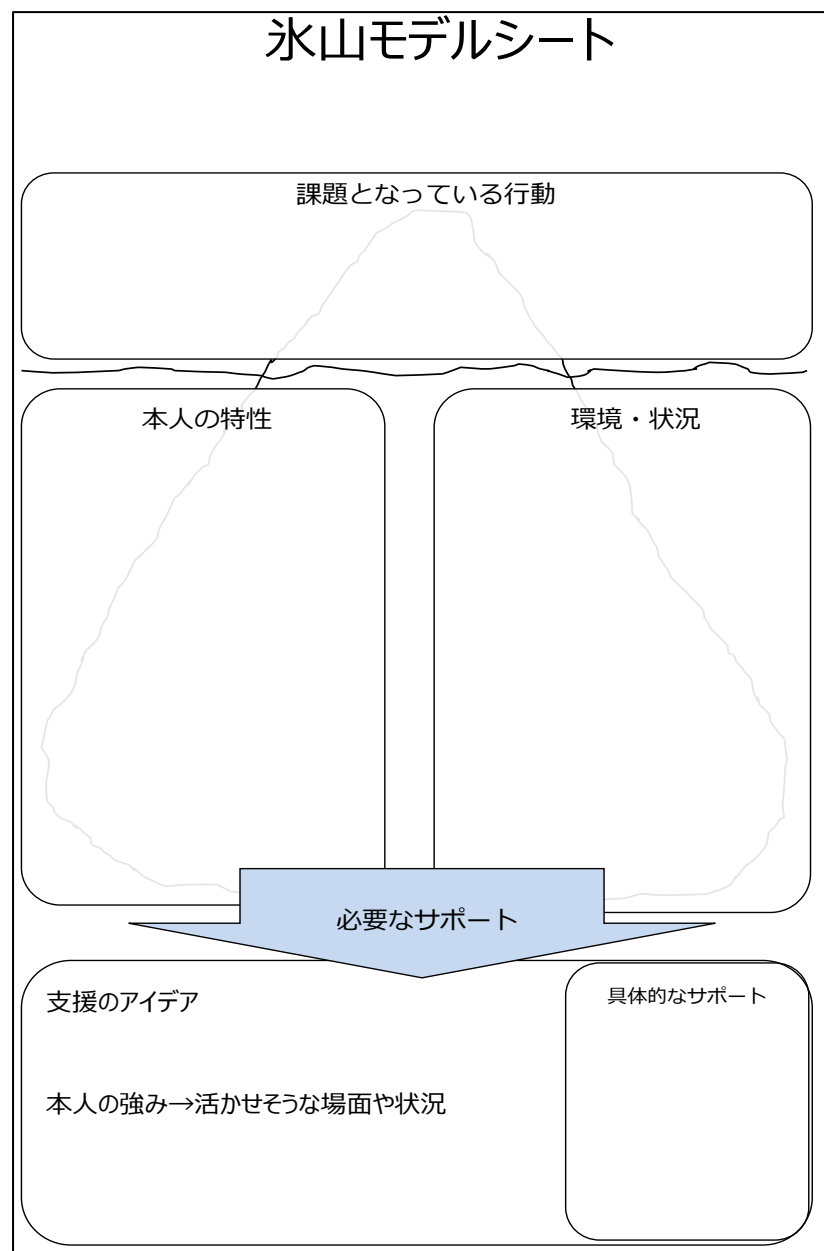 氷山モデルシート
課題となっている行動
本人の特性
環境・状況
必要なサポート
支援のアイデア
具体的なサポート
本人の強み→活かせそうな場面や状況